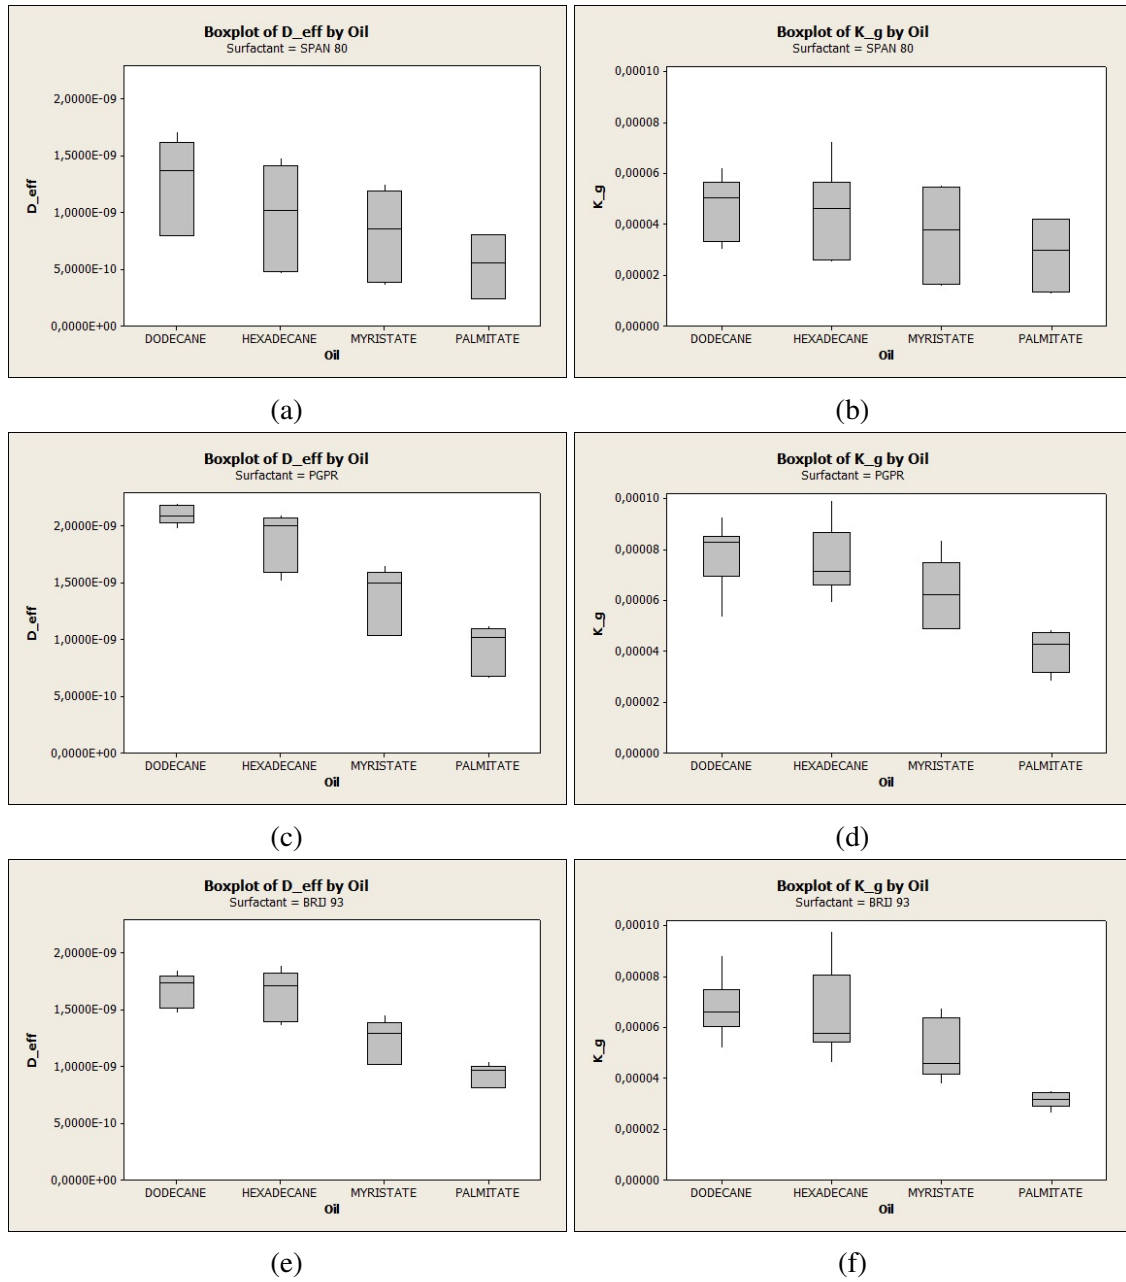 Boxplot of D_eff by Oil
Surfactant = SPAN 80
D_eff
2,0000E-09
1,5000E-09
1,0000E-09
5,0000E-10
0,0000E+00
DODECANE HEXADECANE MYRISTATE PALMITATE
Oil
(a)
Boxplot of K_g by Oil
Surfactant = SPAN 80
K_g
0,00010
0,00008
0,00006
0,00004
0,00002
0,00000
DODECANE HEXADECANE MYRISTATE PALMITATE
Oil
(b)
Boxplot of D_eff by Oil
Surfactant = PGPR
D_eff
2,0000E-09
1,5000E-09
1,0000E-09
5,0000E-10
0,0000E+00
DODECANE HEXADECANE MYRISTATE PALMITATE
Oil
(c)
Boxplot of K_g by Oil
Surfactant = PGPR
K_g
0,00010
0,00008
0,00006
0,00004
0,00002
0,00000
DODECANE HEXADECANE MYRISTATE PALMITATE
Oil
(d)
Boxplot of D_eff by Oil
Surfactant = BRIJ 93
D_eff
2,0000E-09
1,5000E-09
1,0000E-09
5,0000E-10
0,0000E+00
DODECANE HEXADECANE MYRISTATE PALMITATE
Oil
(e)
Boxplot of K_g by Oil
Surfactant = BRIJ 93
K_g
0,00010
0,00008
0,00006
0,00004
0,00002
0,00000
DODECANE HEXADECANE MYRISTATE PALMITATE
Oil
(f)